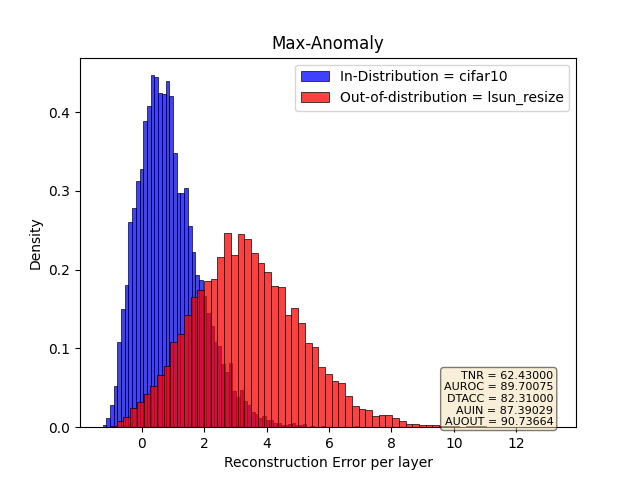 Max-Anomaly
In-Distribution = cifar10
Out-of-distribution = lsun_resize
Density
0.4
0.3
0.2
0.1
0.0
TNR = 62.43000
AUROC = 89.70075
DTACC = 82.31000
AUIN = 87.39029
AUOUT = 90.73664
0 2 4 6 8 10 12
Reconstruction Error per layer